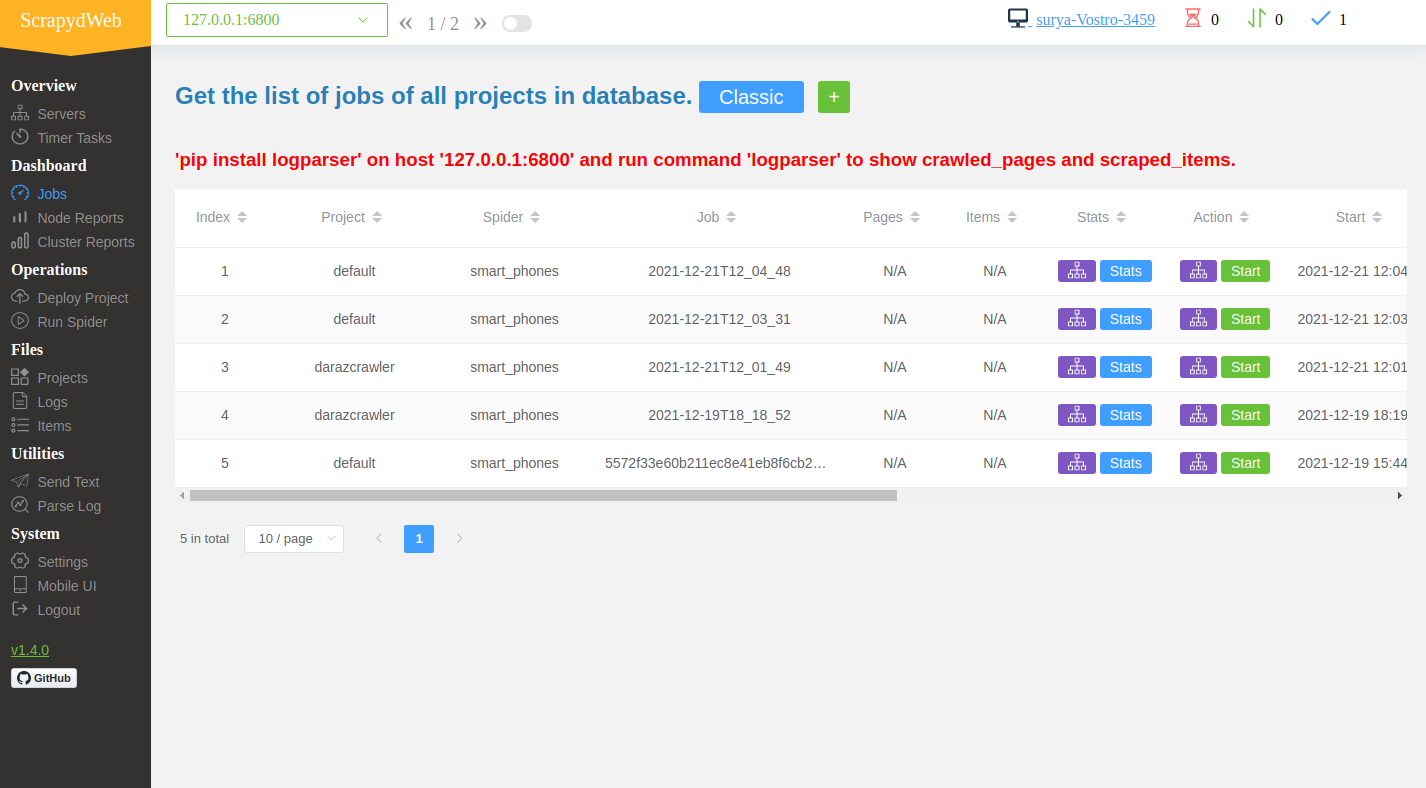 ScrapydWeb
127.0.0.1:6800
« 1 / 2 »
surya-Vostro-3459 0 0 1
Overview
Servers
Timer Tasks
Dashboard
Jobs
Node Reports
Cluster Reports
Operations
Deploy Project
Run Spider
Files
Projects
Logs
Items
Utilities
Send Text
Parse Log
System
Settings
Mobile UI
Logout
v1.4.0
GitHub
Get the list of jobs of all projects in database. Classic +
'pip install logparser' on host '127.0.0.1:6800' and run command 'logparser' to show crawled_pages and scraped_items.
Index Project Spider Job Pages Items Stats Action Start
1 default smart_phones 2021-12-21T12_04_48 N/A N/A Stats Start 2021-12-21 12:04
2 default smart_phones 2021-12-21T12_03_31 N/A N/A Stats Start 2021-12-21 12:03
3 darazcrawler smart_phones 2021-12-21T12_01_49 N/A N/A Stats Start 2021-12-21 12:01
4 darazcrawler smart_phones 2021-12-19T18_18_52 N/A N/A Stats Start 2021-12-19 18:19
5 default smart_phones 5572f33e60b211ec8e41eb8f6cb2... N/A N/A Stats Start 2021-12-19 15:44
5 in total 10 / page 1